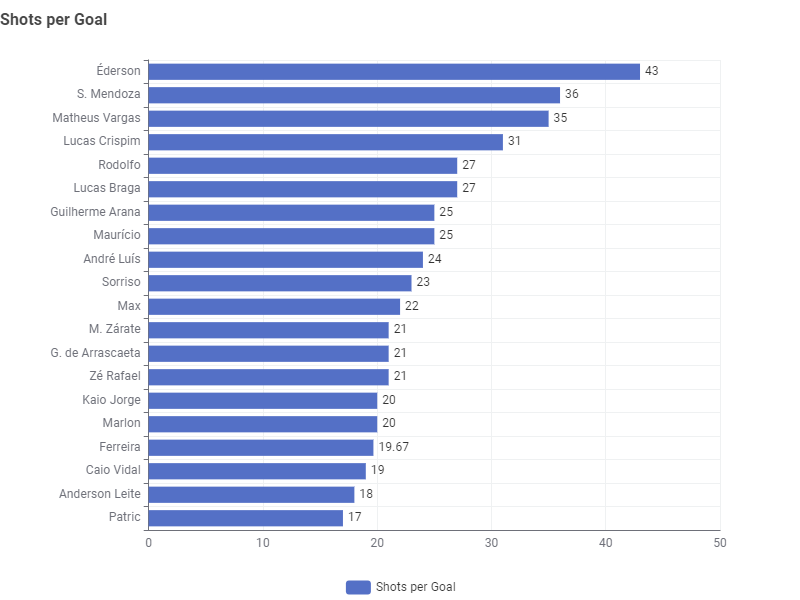 Shots per Goal
Éderson 43
S. Mendoza 36
Matheus Vargas 35
Lucas Crispim 31
Rodolfo 27
Lucas Braga 27
Guilherme Arana 25
Maurício 25
André Luís 24
Sorriso 23
Max 22
M. Zárate 21
G. de Arrascaeta 21
Zé Rafael 21
Kaio Jorge 20
Marlon 20
Ferreira 19.67
Caio Vidal 19
Anderson Leite 18
Patric 17
0 10 20 30 40 50
Shots per Goal